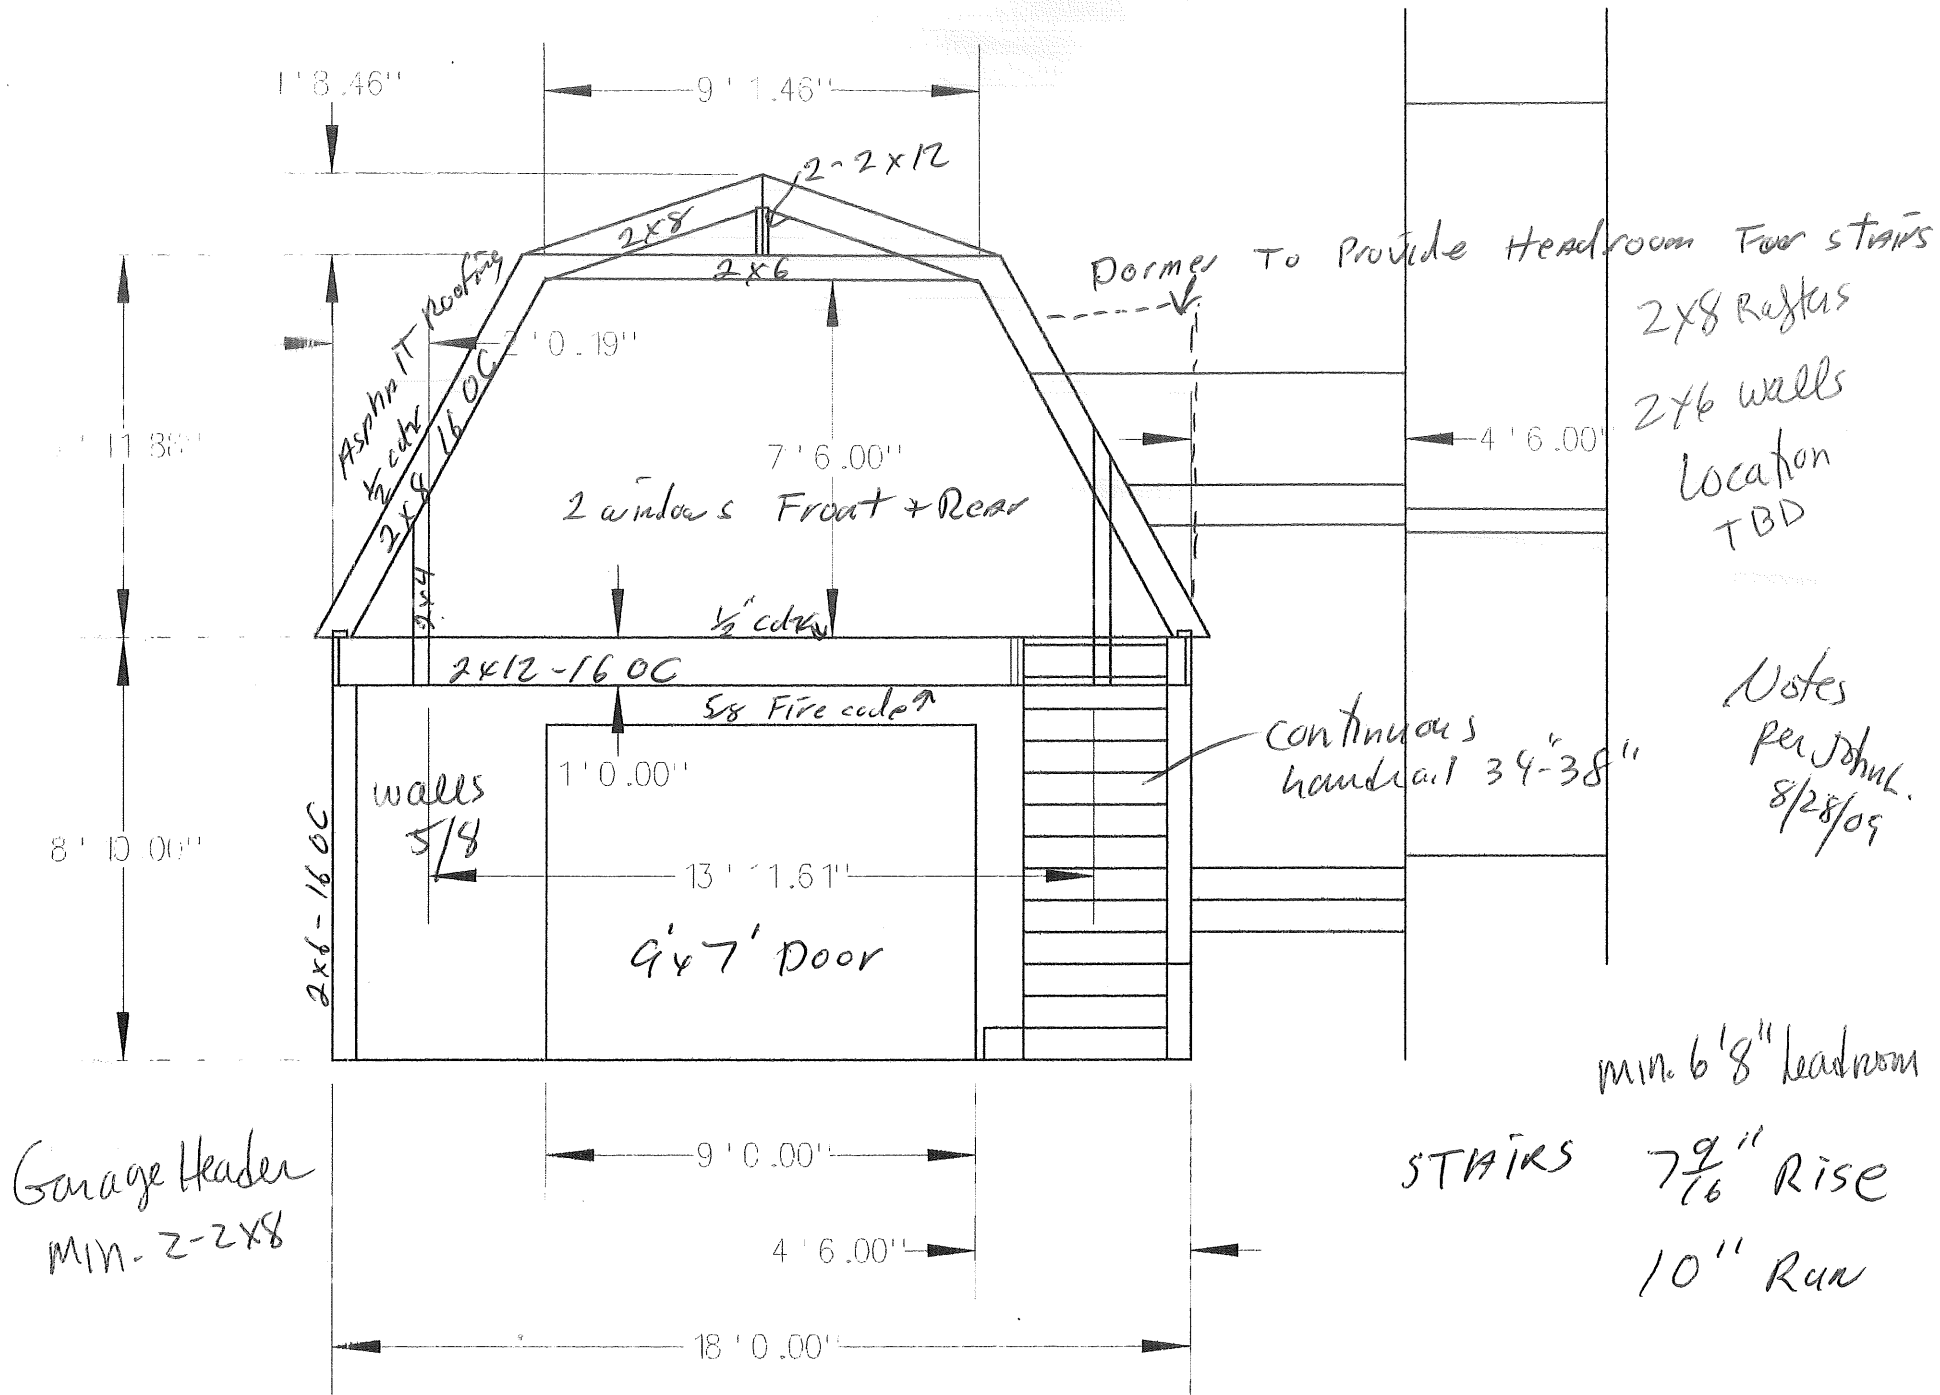 1'8.46"
9'1.46"
2-2x12
2x8
2x6
Dormer To Provide Headroom For stairs
2x8 Rafters
2x6 walls
Location
TBD
Asphalt Roofing
1/2 cdx
2x8 16 OC
2'0.19"
11.88"
7'6.00"
4'6.00"
2 windows Front + Rear
2x4
1/2" cdx
2x12-16 OC
5/8 Fire code
1'0.00"
walls
5/8
continuous
handrail 34"-38"
Notes
per John L.
8/28/09
8'10.00"
2x6-16 OC
13'11.61"
9'x7' Door
min. 6'8" headroom
STAIRS 7 9/16" Rise
10" Run
Garage Header
Min. 2-2x8
9'0.00"
4'6.00"
18'0.00"